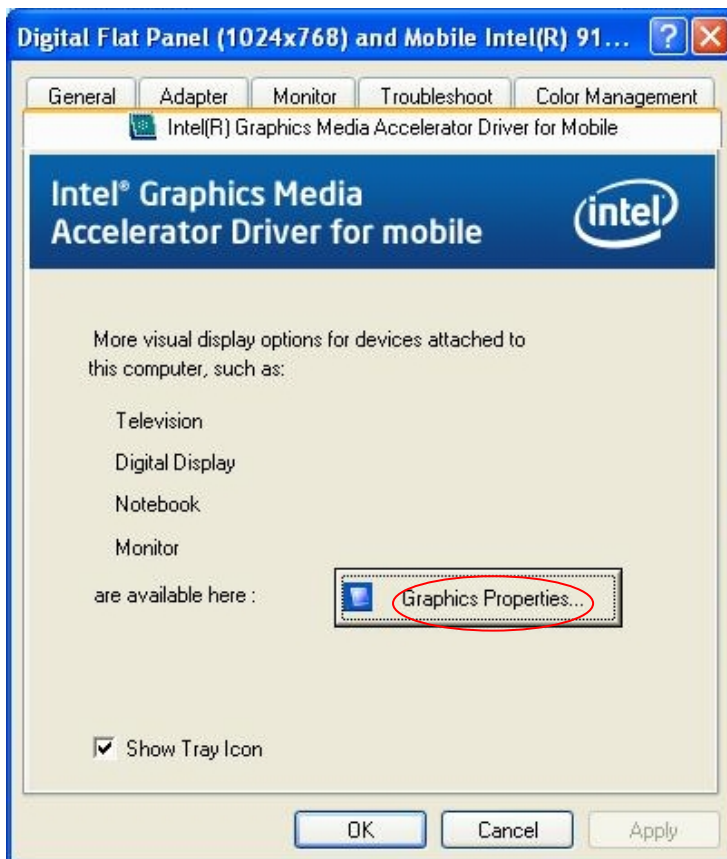 Digital Flat Panel (1024x768) and Mobile Intel(R) 91...
General Adapter Monitor Troubleshoot Color Management
Intel(R) Graphics Media Accelerator Driver for Mobile
Intel® Graphics Media
Accelerator Driver for mobile
intel
More visual display options for devices attached to
this computer, such as:
Television
Digital Display
Notebook
Monitor
are available here :
Graphics Properties...
Show Tray Icon
OK Cancel Apply